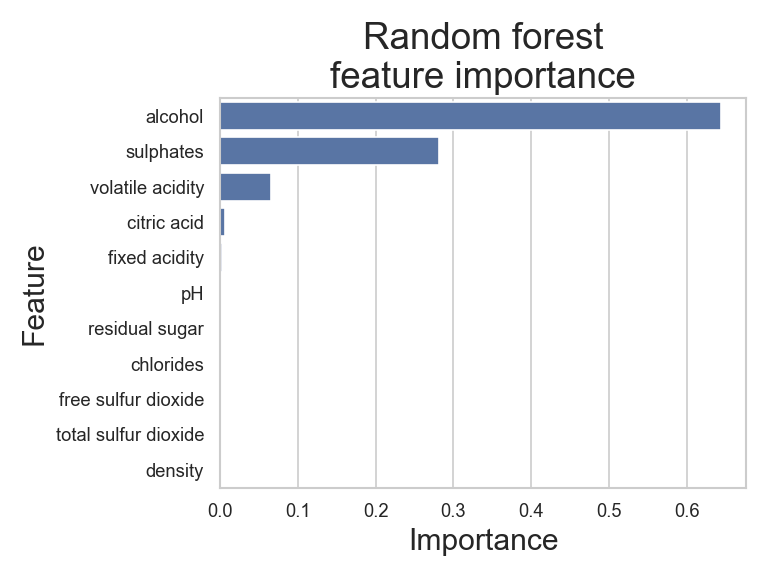 Random forest
feature importance
Feature
alcohol
sulphates
volatile acidity
citric acid
fixed acidity
pH
residual sugar
chlorides
free sulfur dioxide
total sulfur dioxide
density
0.0 0.1 0.2 0.3 0.4 0.5 0.6
Importance